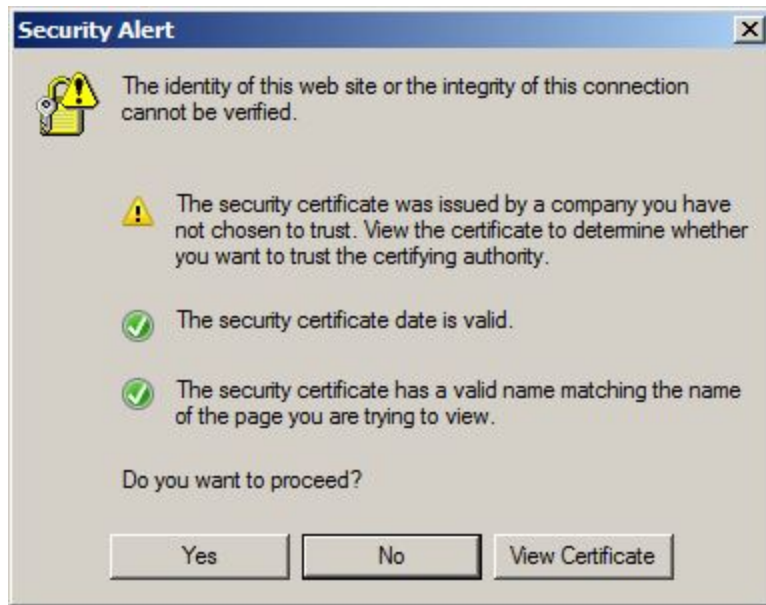 Security Alert
The identity of this web site or the integrity of this connection
cannot be verified.
The security certificate was issued by a company you have
not chosen to trust. View the certificate to determine whether
you want to trust the certifying authority.
The security certificate date is valid.
The security certificate has a valid name matching the name
of the page you are trying to view.
Do you want to proceed?
Yes
No
View Certificate